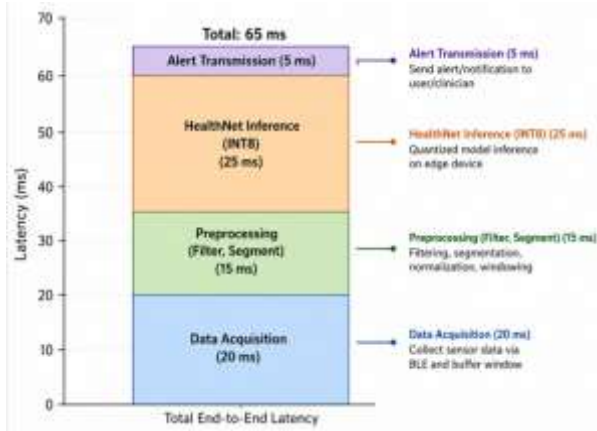 70
60
50
40
30
20
10
0
Latency (ms)
Total: 65 ms
Alert Transmission (5 ms)
HealthNet Inference
(INT8)
(25 ms)
Preprocessing
(Filter, Segment)
(15 ms)
Data Acquisition
(20 ms)
Total End-to-End Latency
Alert Transmission (5 ms)
Send alert/notification to
user/clinician
HealthNet Inference (INT8) (25 ms)
Quantized model inference
on edge device
Preprocessing (Filter, Segment) (15 ms)
Filtering, segmentation,
normalization, windowing
Data Acquisition (20 ms)
Collect sensor data via
BLE and buffer window